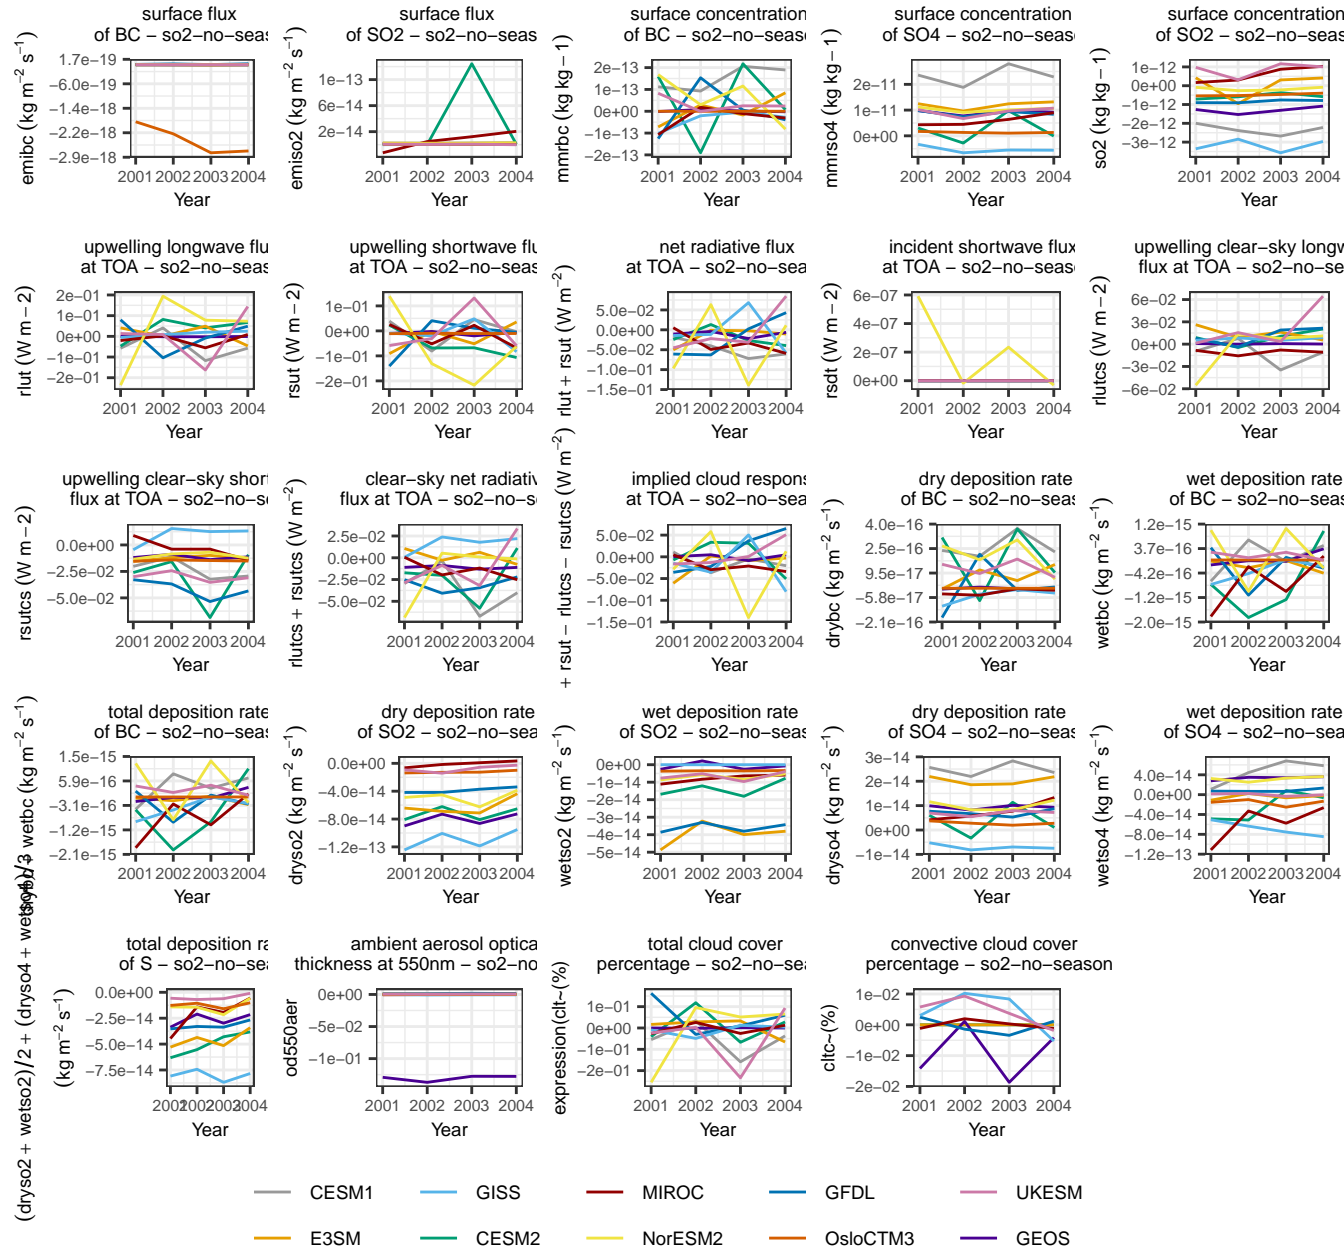 surface flux
of BC − so2−no−seas
emibc (kg m−2 s−1)
1.7e−19
−6.0e−19
−1.4e−18
−2.2e−18
−2.9e−18
2001 2002 2003 2004
Year
surface flux
of SO2 − so2−no−seas
emiso2 (kg m−2 s−1)
1e−13
6e−14
2e−14
2001 2002 2003 2004
Year
surface concentration
of BC − so2−no−seas
mmrbc (kg kg−1)
2e−13
1e−13
0e+00
−1e−13
−2e−13
2001 2002 2003 2004
Year
surface concentration
of SO4 − so2−no−seas
mmrso4 (kg kg−1)
2e−11
1e−11
0e+00
2001 2002 2003 2004
Year
surface concentration
of SO2 − so2−no−seas
so2 (kg kg−1)
1e−12
0e+00
−1e−12
−2e−12
−3e−12
2001 2002 2003 2004
Year
upwelling longwave flu
at TOA − so2−no−seas
rlut (W m−2)
2e−01
1e−01
0e+00
−1e−01
−2e−01
2001 2002 2003 2004
Year
upwelling shortwave flu
at TOA − so2−no−seas
rsut (W m−2)
1e−01
0e+00
−1e−01
−2e−01
2001 2002 2003 2004
Year
net radiative flux
at TOA − so2−no−seas
rlut + rsut (W m−2)
5.0e−02
0.0e+00
−5.0e−02
−1.0e−01
−1.5e−01
2001 2002 2003 2004
Year
incident shortwave flux
at TOA − so2−no−seas
rsdt (W m−2)
6e−07
4e−07
2e−07
0e+00
2001 2002 2003 2004
Year
upwelling clear−sky longw
flux at TOA − so2−no−se
rlutcs (W m−2)
6e−02
3e−02
0e+00
−3e−02
−6e−02
2001 2002 2003 2004
Year
upwelling clear−sky short
flux at TOA − so2−no−s
rsutcs (W m−2)
0.0e+00
−2.5e−02
−5.0e−02
2001 2002 2003 2004
Year
clear−sky net radiativ
flux at TOA − so2−no−s
rlutcs + rsutcs (W m−2)
2.5e−02
0.0e+00
−2.5e−02
−5.0e−02
2001 2002 2003 2004
Year
implied cloud respons
at TOA − so2−no−sea
+ rsut − rlutcs − rsutcs (W m−2)
5.0e−02
0.0e+00
−5.0e−02
−1.0e−01
−1.5e−01
2001 2002 2003 2004
Year
dry deposition rate
of BC − so2−no−seas
drybc (kg m−2 s−1)
4.0e−16
2.5e−16
9.5e−17
−5.8e−17
−2.1e−16
2001 2002 2003 2004
Year
wet deposition rate
of BC − so2−no−seas
wetbc (kg m−2 s−1)
1.2e−15
3.7e−16
−4.2e−16
−1.2e−15
−2.0e−15
2001 2002 2003 2004
Year
total deposition rate
of BC − so2−no−seas
drybc + wetbc (kg m−2 s−1)
1.5e−15
5.9e−16
−3.1e−16
−1.2e−15
−2.1e−15
2001 2002 2003 2004
Year
dry deposition rate
of SO2 − so2−no−seas
dryso2 (kg m−2 s−1)
0.0e+00
−4.0e−14
−8.0e−14
−1.2e−13
2001 2002 2003 2004
Year
wet deposition rate
of SO2 − so2−no−seas
wetso2 (kg m−2 s−1)
0e+00
−1e−14
−2e−14
−3e−14
−4e−14
−5e−14
2001 2002 2003 2004
Year
dry deposition rate
of SO4 − so2−no−seas
dryso4 (kg m−2 s−1)
3e−14
2e−14
1e−14
0e+00
−1e−14
2001 2002 2003 2004
Year
wet deposition rate
of SO4 − so2−no−seas
wetso4 (kg m−2 s−1)
4.0e−14
0.0e+00
−4.0e−14
−8.0e−14
−1.2e−13
2001 2002 2003 2004
Year
total deposition ra
of S − so2−no−sea
(dryso2 + wetso2)/2 + (dryso4 + wetso4)/3
(kg m−2 s−1)
0.0e+00
−2.5e−14
−5.0e−14
−7.5e−14
2001 2002 2003 2004
Year
ambient aerosol optica
thickness at 550nm − so2−no
od550aer
0e+00
−5e−02
−1e−01
2001 2002 2003 2004
Year
total cloud cover
percentage − so2−no−sea
expression(clt~(%)
1e−01
0e+00
−1e−01
−2e−01
2001 2002 2003 2004
Year
convective cloud cover
percentage − so2−no−season
cltc~(%)
1e−02
0e+00
−1e−02
−2e−02
2001 2002 2003 2004
Year
CESM1 GISS MIROC GFDL UKESM
E3SM CESM2 NorESM2 OsloCTM3 GEOS